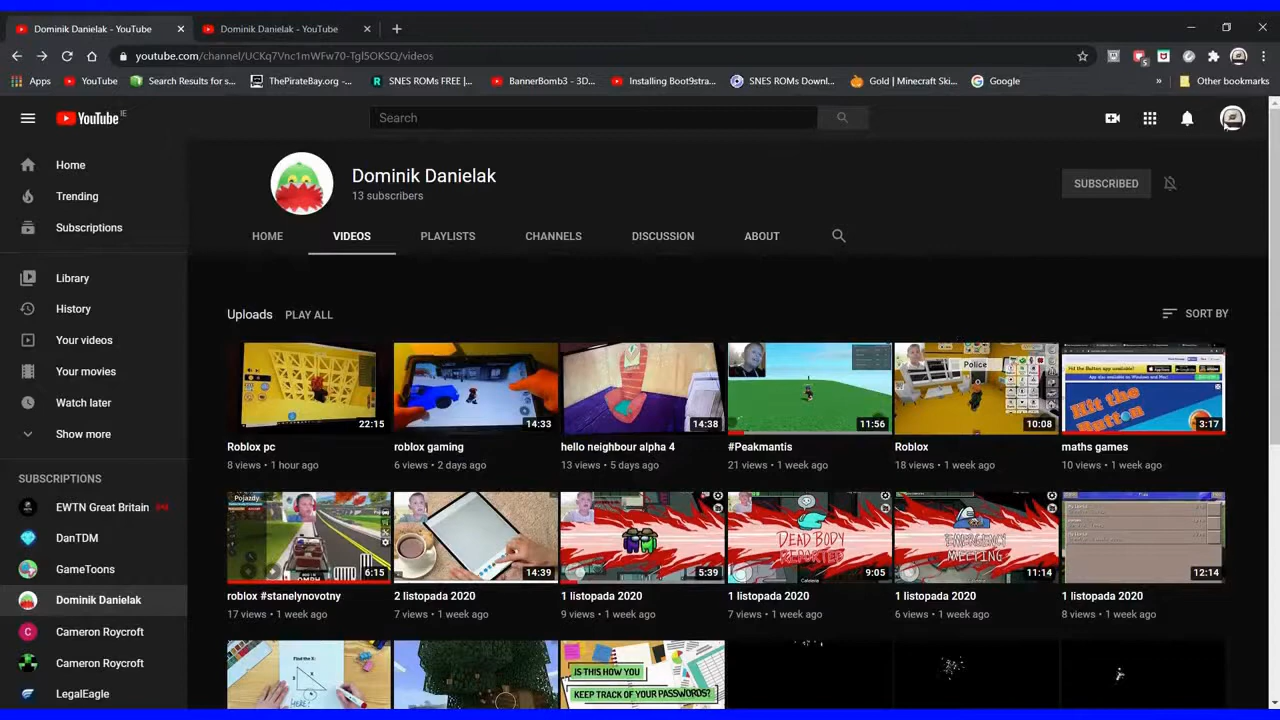 Dominik Danielak - YouTube
Dominik Danielak - YouTube
youtube.com/channel/UCKq7Vnc1mWFw70-Tgl5OKSQ/videos
Apps YouTube Search Results for s... ThePirateBay.org -... SNES ROMs FREE |... BannerBomb3 - 3D... Installing Boot9stra... SNES ROMs Downl... Gold | Minecraft Ski... Google » Other bookmarks
YouTube IE
Search
Home
Trending
Subscriptions
Library
History
Your videos
Your movies
Watch later
Show more
SUBSCRIPTIONS
EWTN Great Britain
DanTDM
GameToons
Dominik Danielak
Cameron Roycroft
Cameron Roycroft
LegalEagle
Dominik Danielak
13 subscribers
SUBSCRIBED
HOME VIDEOS PLAYLISTS CHANNELS DISCUSSION ABOUT
Uploads PLAY ALL
SORT BY
Police
Hit the Button
22:15 14:33 14:38 11:56 10:08 3:17
Roblox pc roblox gaming hello neighbour alpha 4 #Peakmantis Roblox maths games
8 views • 1 hour ago 6 views • 2 days ago 13 views • 5 days ago 21 views • 1 week ago 18 views • 1 week ago 10 views • 1 week ago
Pojazdy
DEAD BODY
REPORTED
EMERGENCY
MEETING
6:15 14:39 5:39 9:05 11:14 12:14
roblox #stanelynovotny 2 listopada 2020 1 listopada 2020 1 listopada 2020 1 listopada 2020 1 listopada 2020
17 views • 1 week ago 7 views • 1 week ago 9 views • 1 week ago 7 views • 1 week ago 6 views • 1 week ago 8 views • 1 week ago
Find the X:
X
HERE!
IS THIS HOW YOU
KEEP TRACK OF YOUR PASSWORDS?